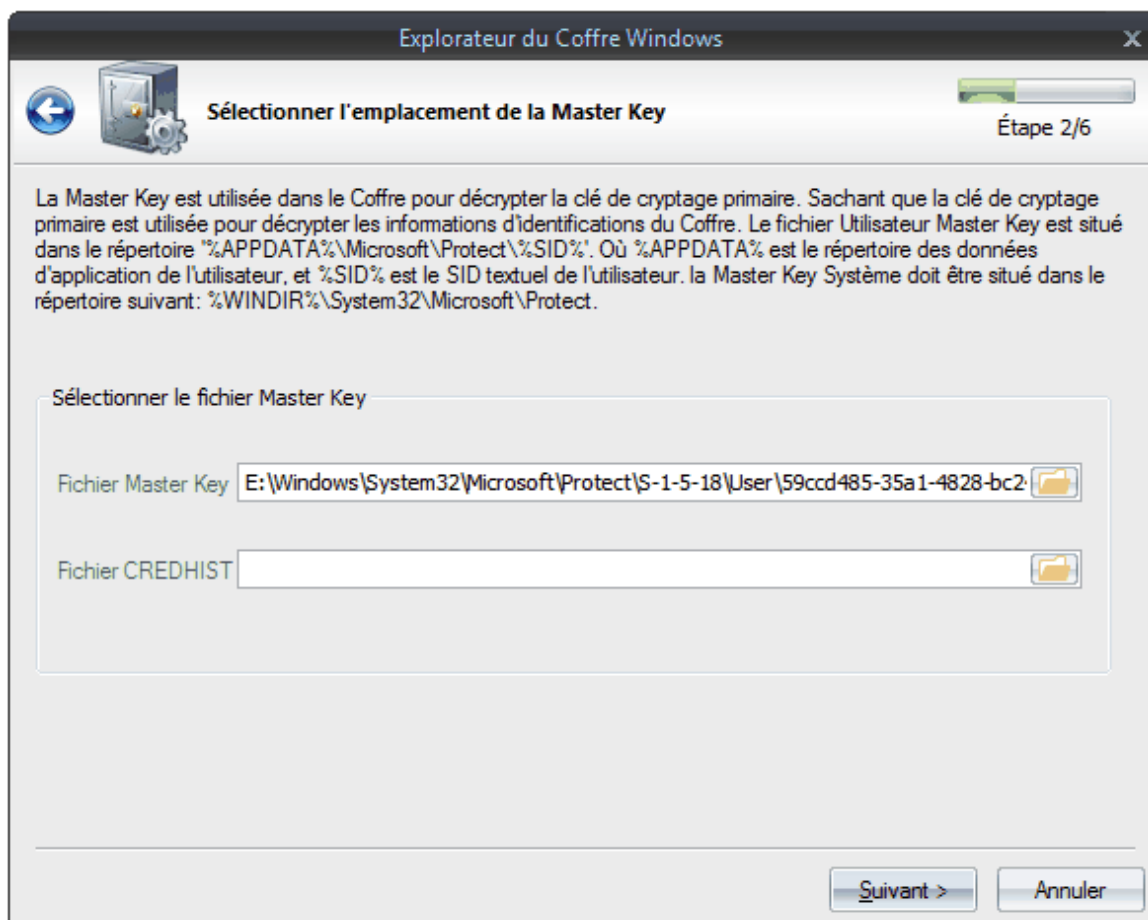 Explorateur du Coffre Windows
Sélectionner l'emplacement de la Master Key
Étape 2/6
La Master Key est utilisée dans le Coffre pour décrypter la clé de cryptage primaire. Sachant que la clé de cryptage
primaire est utilisée pour décrypter les informations d'identifications du Coffre. Le fichier Utilisateur Master Key est situé
dans le répertoire '%APPDATA%\Microsoft\Protect\%SID%'. Où %APPDATA% est le répertoire des données
d'application de l'utilisateur, et %SID% est le SID textuel de l'utilisateur. la Master Key Système doit être situé dans le
répertoire suivant: %WINDIR%\System32\Microsoft\Protect.
Sélectionner le fichier Master Key
Fichier Master Key E:\Windows\System32\Microsoft\Protect\S-1-5-18\User\59ccd485-35a1-4828-bc2
Fichier CREDHIST
Suivant >
Annuler